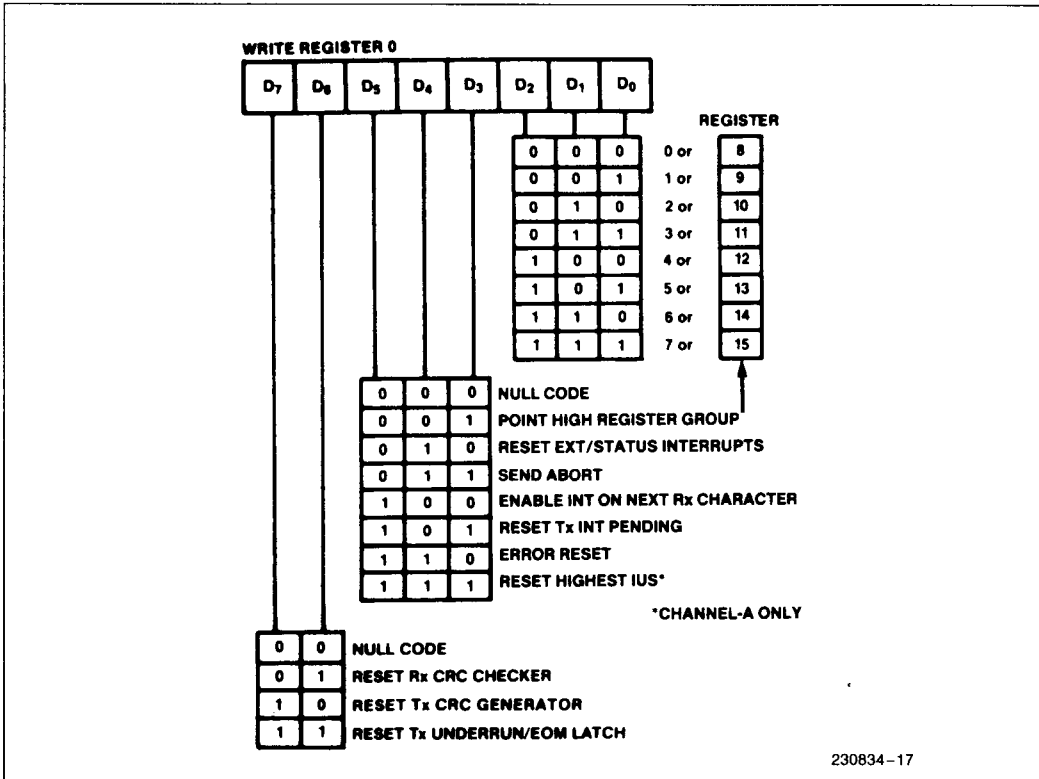 WRITE REGISTER 0
D7 D6 D5 D4 D3 D2 D1 D0
REGISTER
0 0 0 0 or 8
0 0 1 1 or 9
0 1 0 2 or 10
0 1 1 3 or 11
1 0 0 4 or 12
1 0 1 5 or 13
1 1 0 6 or 14
1 1 1 7 or 15
0 0 0 NULL CODE
0 0 1 POINT HIGH REGISTER GROUP
0 1 0 RESET EXT/STATUS INTERRUPTS
0 1 1 SEND ABORT
1 0 0 ENABLE INT ON NEXT Rx CHARACTER
1 0 1 RESET Tx INT PENDING
1 1 0 ERROR RESET
1 1 1 RESET HIGHEST IUS*
*CHANNEL-A ONLY
0 0 NULL CODE
0 1 RESET Rx CRC CHECKER
1 0 RESET Tx CRC GENERATOR
1 1 RESET Tx UNDERRUN/EOM LATCH
230834-17